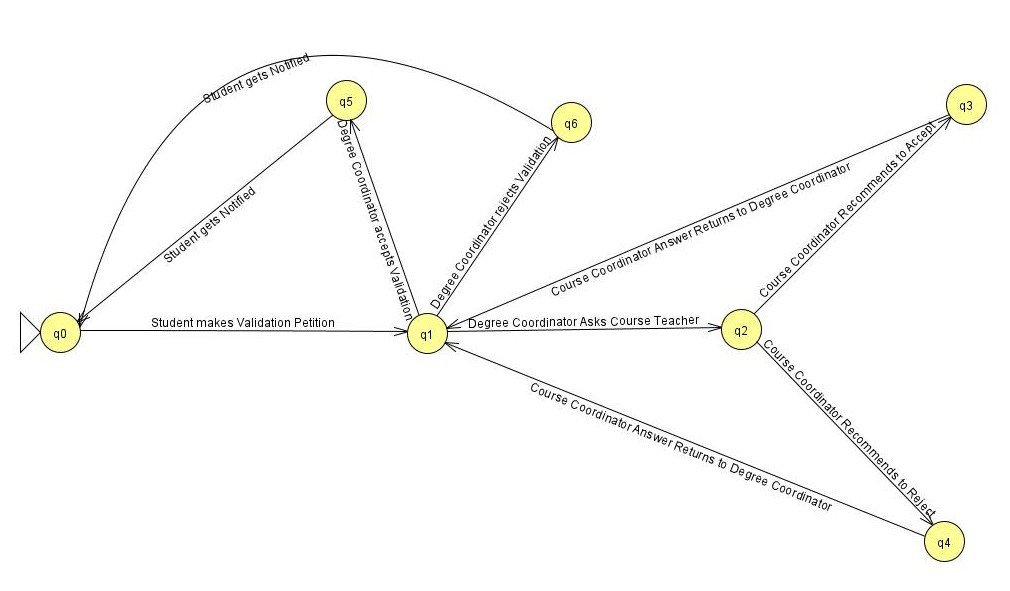 Student gets Notified
q5
q3
q6
Degree Coordinator accepts Validation
Degree Coordinator rejects Validation
Course Coordinator Recommends to Accept
Course Coordinator Answer Returns to Degree Coordinator
Student gets Notified
q0
Student makes Validation Petition
q1
Degree Coordinator Asks Course Teacher
q2
Course Coordinator Recommends to Reject
Course Coordinator Answer Returns to Degree Coordinator
q4